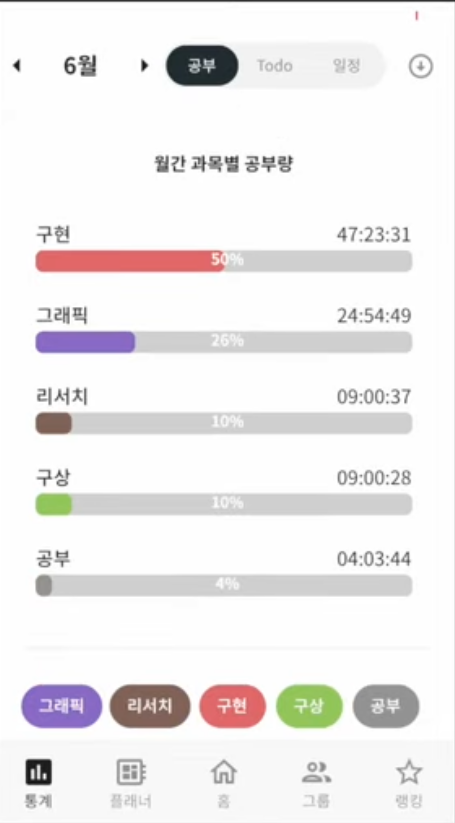 6월
공부 Todo 일정
월간 과목별 공부량
구현 47:23:31
50%
그래픽 24:54:49
26%
리서치 09:00:37
10%
구상 09:00:28
10%
공부 04:03:44
4%
그래픽 리서치 구현 구상 공부
통계 플래너 홈 그룹 랭킹